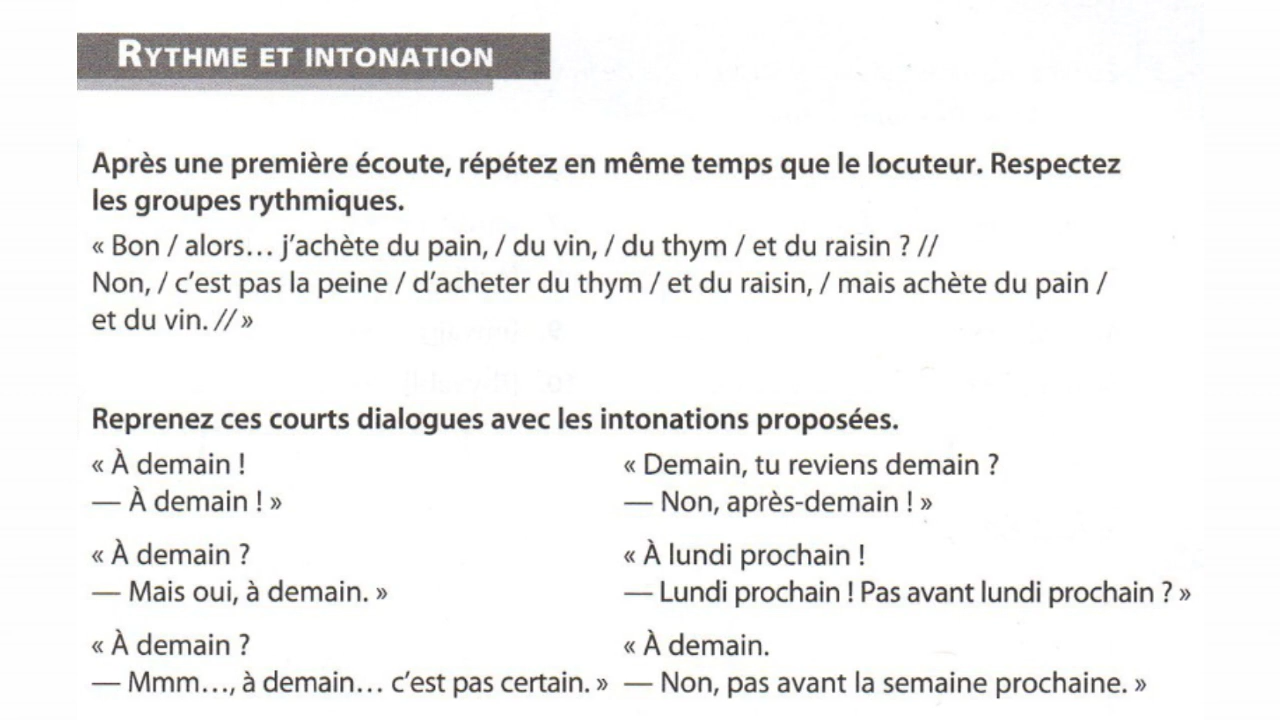 RYTHME ET INTONATION
Après une première écoute, répétez en même temps que le locuteur. Respectez
les groupes rythmiques.
« Bon / alors… j'achète du pain, / du vin, / du thym / et du raisin ? //
Non, / c'est pas la peine / d'acheter du thym / et du raisin, / mais achète du pain /
et du vin. // »
Reprenez ces courts dialogues avec les intonations proposées.
« À demain !
— À demain ! »
« À demain ?
— Mais oui, à demain. »
« À demain ?
— Mmm…, à demain… c'est pas certain. »
« Demain, tu reviens demain ?
— Non, après-demain ! »
« À lundi prochain !
— Lundi prochain ! Pas avant lundi prochain ? »
« À demain.
— Non, pas avant la semaine prochaine. »